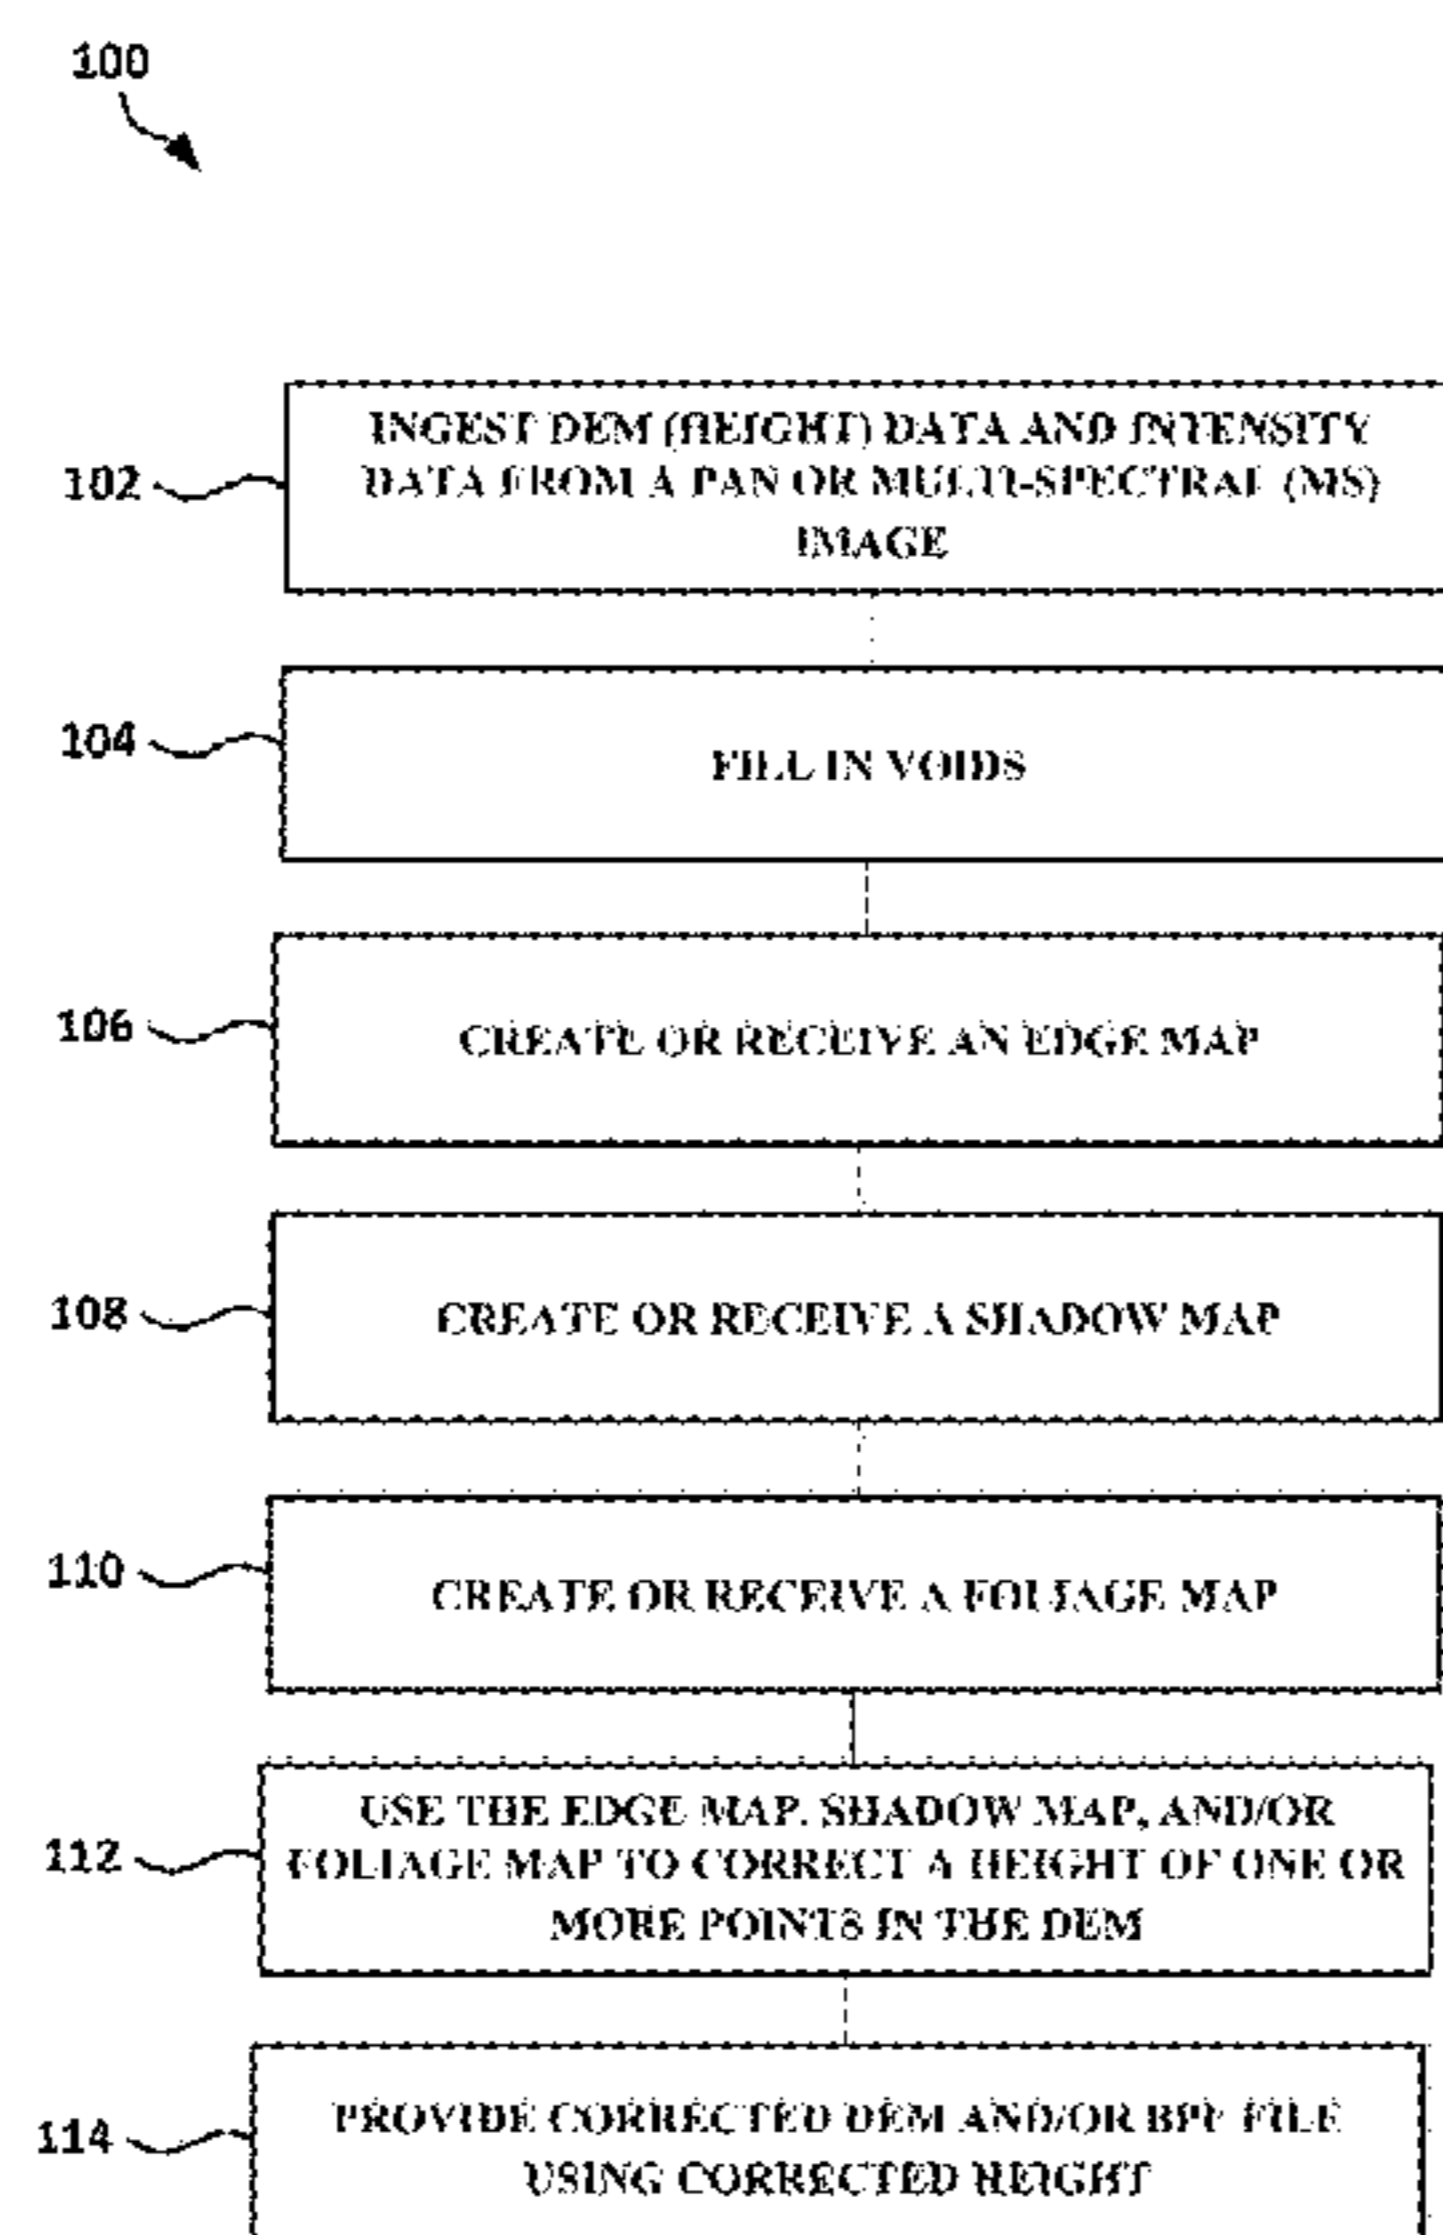 100
102
INGEST DEM (HEIGHT) DATA AND INTENSITY
DATA FROM A PAN OR MULTI-SPECTRAL (MS)
IMAGE
104
FILL IN VOIDS
106
CREATE OR RECEIVE AN EDGE MAP
108
CREATE OR RECEIVE A SHADOW MAP
110
CREATE OR RECEIVE A FOLIAGE MAP
112
USE THE EDGE MAP, SHADOW MAP, AND/OR
FOLIAGE MAP TO CORRECT A HEIGHT OF ONE OR
MORE POINTS IN THE DEM
114
PROVIDE CORRECTED DEM AND/OR BPF FILE
USING CORRECTED HEIGHT